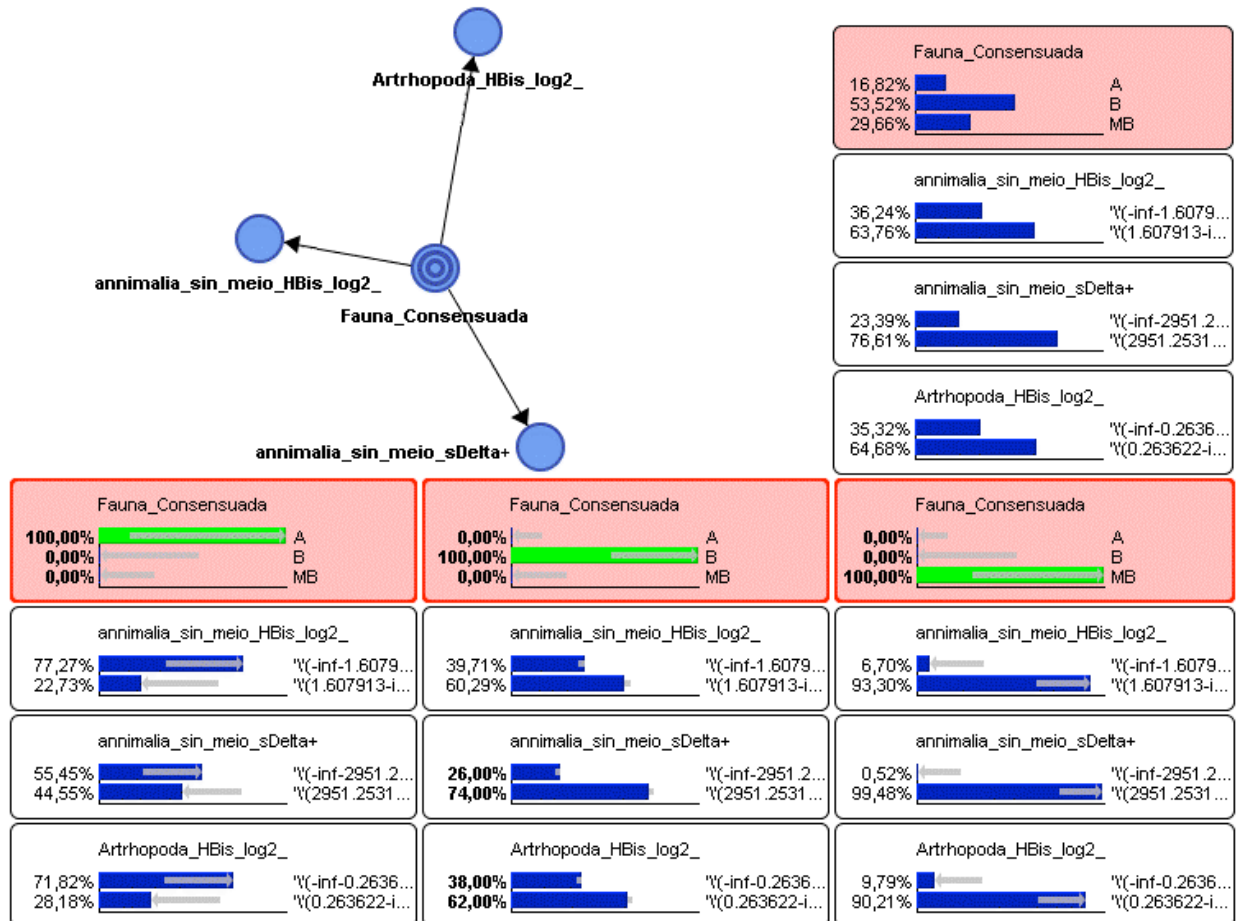 Artrhopoda_HBis_log2_
annimalia_sin_meio_HBis_log2_
Fauna_Consensuada
annimalia_sin_meio_sDelta+
Fauna_Consensuada
16,82% A
53,52% B
29,66% MB
annimalia_sin_meio_HBis_log2_
36,24% '\'(-inf-1.6079...
63,76% '\'(1.607913-i...
annimalia_sin_meio_sDelta+
23,39% '\'(-inf-2951.2...
76,61% '\'(2951.2531...
Artrhopoda_HBis_log2_
35,32% '\'(-inf-0.2636...
64,68% '\'(0.263622-i...
Fauna_Consensuada
100,00% A
0,00% B
0,00% MB
annimalia_sin_meio_HBis_log2_
77,27% '\'(-inf-1.6079...
22,73% '\'(1.607913-i...
annimalia_sin_meio_sDelta+
55,45% '\'(-inf-2951.2...
44,55% '\'(2951.2531...
Artrhopoda_HBis_log2_
71,82% '\'(-inf-0.2636...
28,18% '\'(0.263622-i...
Fauna_Consensuada
0,00% A
100,00% B
0,00% MB
annimalia_sin_meio_HBis_log2_
39,71% '\'(-inf-1.6079...
60,29% '\'(1.607913-i...
annimalia_sin_meio_sDelta+
26,00% '\'(-inf-2951.2...
74,00% '\'(2951.2531...
Artrhopoda_HBis_log2_
38,00% '\'(-inf-0.2636...
62,00% '\'(0.263622-i...
Fauna_Consensuada
0,00% A
0,00% B
100,00% MB
annimalia_sin_meio_HBis_log2_
6,70% '\'(-inf-1.6079...
93,30% '\'(1.607913-i...
annimalia_sin_meio_sDelta+
0,52% '\'(-inf-2951.2...
99,48% '\'(2951.2531...
Artrhopoda_HBis_log2_
9,79% '\'(-inf-0.2636...
90,21% '\'(0.263622-i...